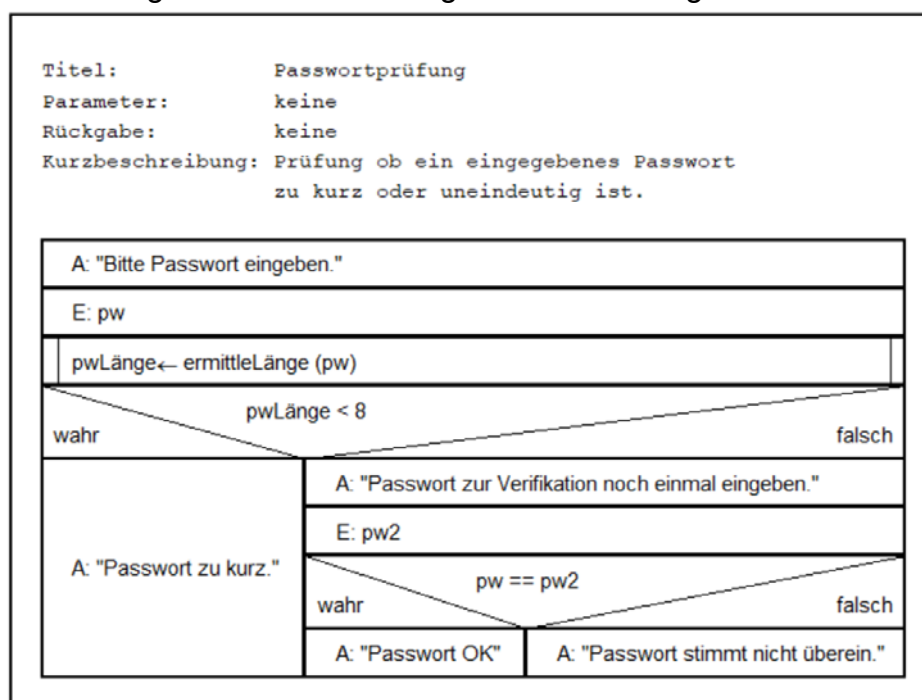 Titel: Passwortprüfung
Parameter: keine
Rückgabe: keine
Kurzbeschreibung: Prüfung ob ein eingegebenes Passwort
zu kurz oder uneindeutig ist.
A: "Bitte Passwort eingeben."
E: pw
pwLänge← ermittleLänge (pw)
pwLänge < 8
wahr
falsch
A: "Passwort zu kurz."
A: "Passwort zur Verifikation noch einmal eingeben."
E: pw2
pw == pw2
wahr
falsch
A: "Passwort OK"
A: "Passwort stimmt nicht überein."